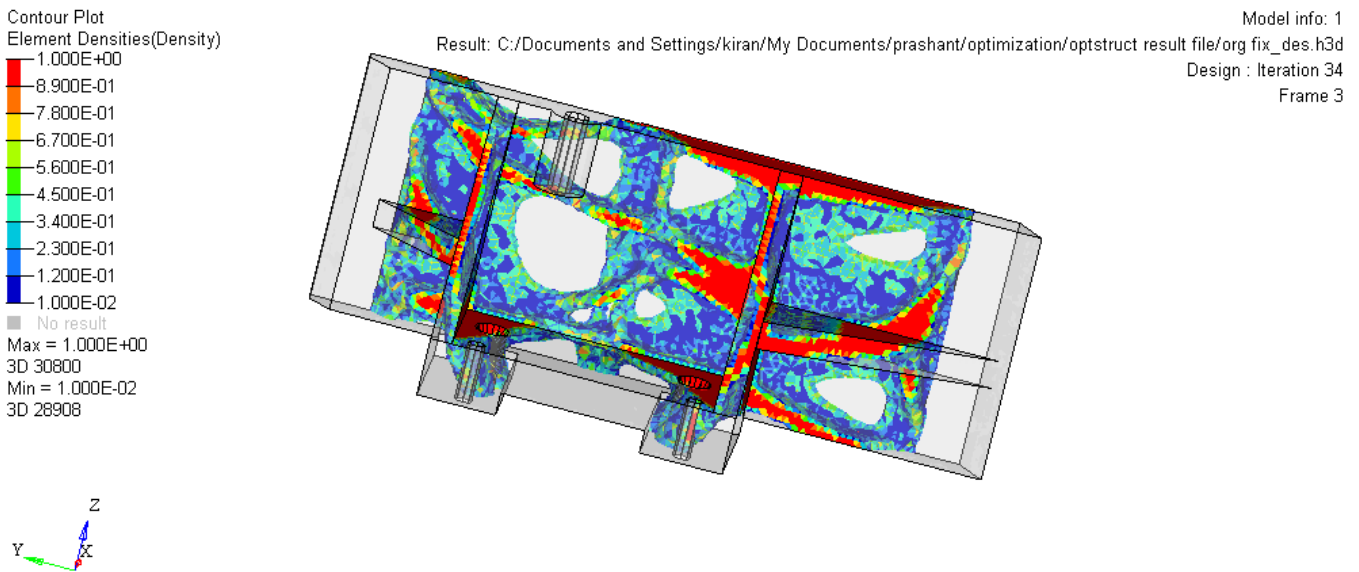 Contour Plot
Element Densities(Density)
1.000E+00
8.900E-01
7.800E-01
6.700E-01
5.600E-01
4.500E-01
3.400E-01
2.300E-01
1.200E-01
1.000E-02
No result
Max = 1.000E+00
3D 30800
Min = 1.000E-02
3D 28908
Model info: 1
Result: C:/Documents and Settings/kiran/My Documents/prashant/optimization/optstruct result file/org fix_des.h3d
Design : Iteration 34
Frame 3
Z
Y
X